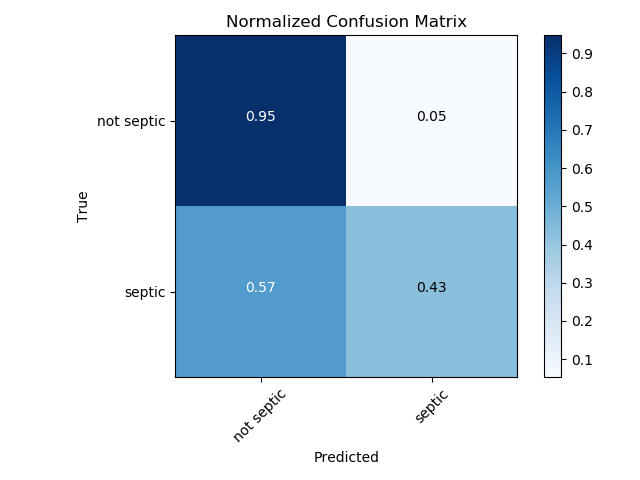 Normalized Confusion Matrix
not septic
0.95
0.05
septic
0.57
0.43
True
not septic
septic
Predicted
0.9
0.8
0.7
0.6
0.5
0.4
0.3
0.2
0.1